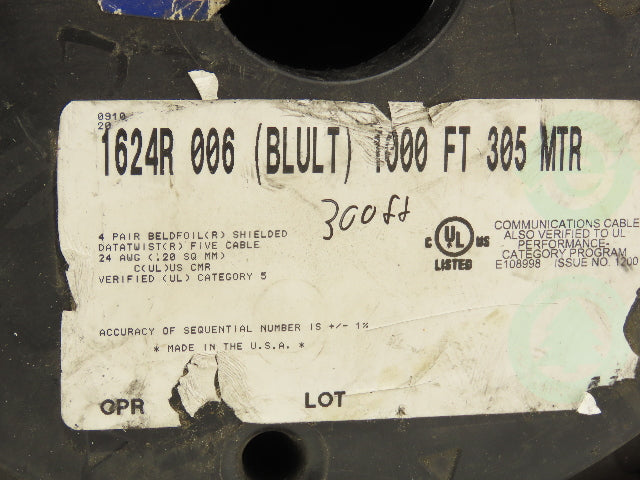 0910
20
1624R 006 (BLULT) 1000 FT 305 MTR
300ft
4 PAIR BELDFOIL(R) SHIELDED
DATATWIST(R) FIVE CABLE
24 AWG (.20 SQ MM)
C(UL)US CMR
VERIFIED (UL) CATEGORY 5
C UL US
LISTED
COMMUNICATIONS CABLE
ALSO VERIFIED TO UL
PERFORMANCE
CATEGORY PROGRAM
E108998 ISSUE NO. 1200
ACCURACY OF SEQUENTIAL NUMBER IS +/- 1%
* MADE IN THE U.S.A. *
OPR
LOT